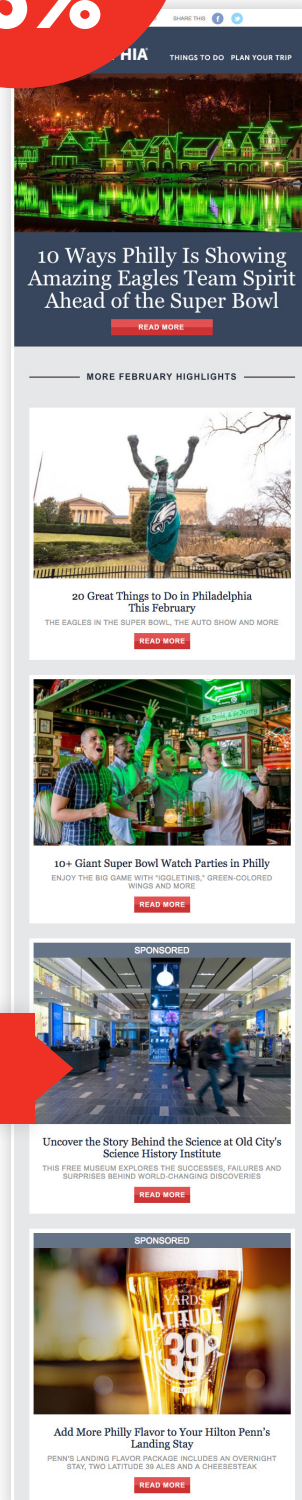 %
SHARE THIS
HIA
THINGS TO DO PLAN YOUR TRIP
10 Ways Philly Is Showing
Amazing Eagles Team Spirit
Ahead of the Super Bowl
READ MORE
MORE FEBRUARY HIGHLIGHTS
20 Great Things to Do in Philadelphia
This February
THE EAGLES IN THE SUPER BOWL, THE AUTO SHOW AND MORE
READ MORE
Eat, Drink, & be Merry
10+ Giant Super Bowl Watch Parties in Philly
ENJOY THE BIG GAME WITH "IGGLETINIS," GREEN-COLORED
WINGS AND MORE
READ MORE
SPONSORED
Uncover the Story Behind the Science at Old City's
Science History Institute
THIS FREE MUSEUM EXPLORES THE SUCCESSES, FAILURES AND
SURPRISES BEHIND WORLD-CHANGING DISCOVERIES
READ MORE
SPONSORED
YARDS
LATITUDE
39°
Add More Philly Flavor to Your Hilton Penn's
Landing Stay
PENN'S LANDING FLAVOR PACKAGE INCLUDES AN OVERNIGHT
STAY, TWO LATITUDE 39 ALES AND A CHEESESTEAK
READ MORE